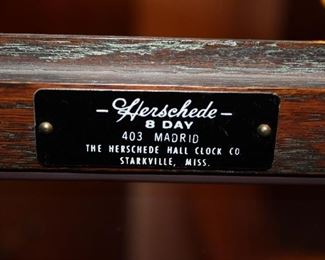 - Herschede -
8 DAY
403 MADRID
THE HERSCHEDE HALL CLOCK CO
STARKVILLE, MISS.